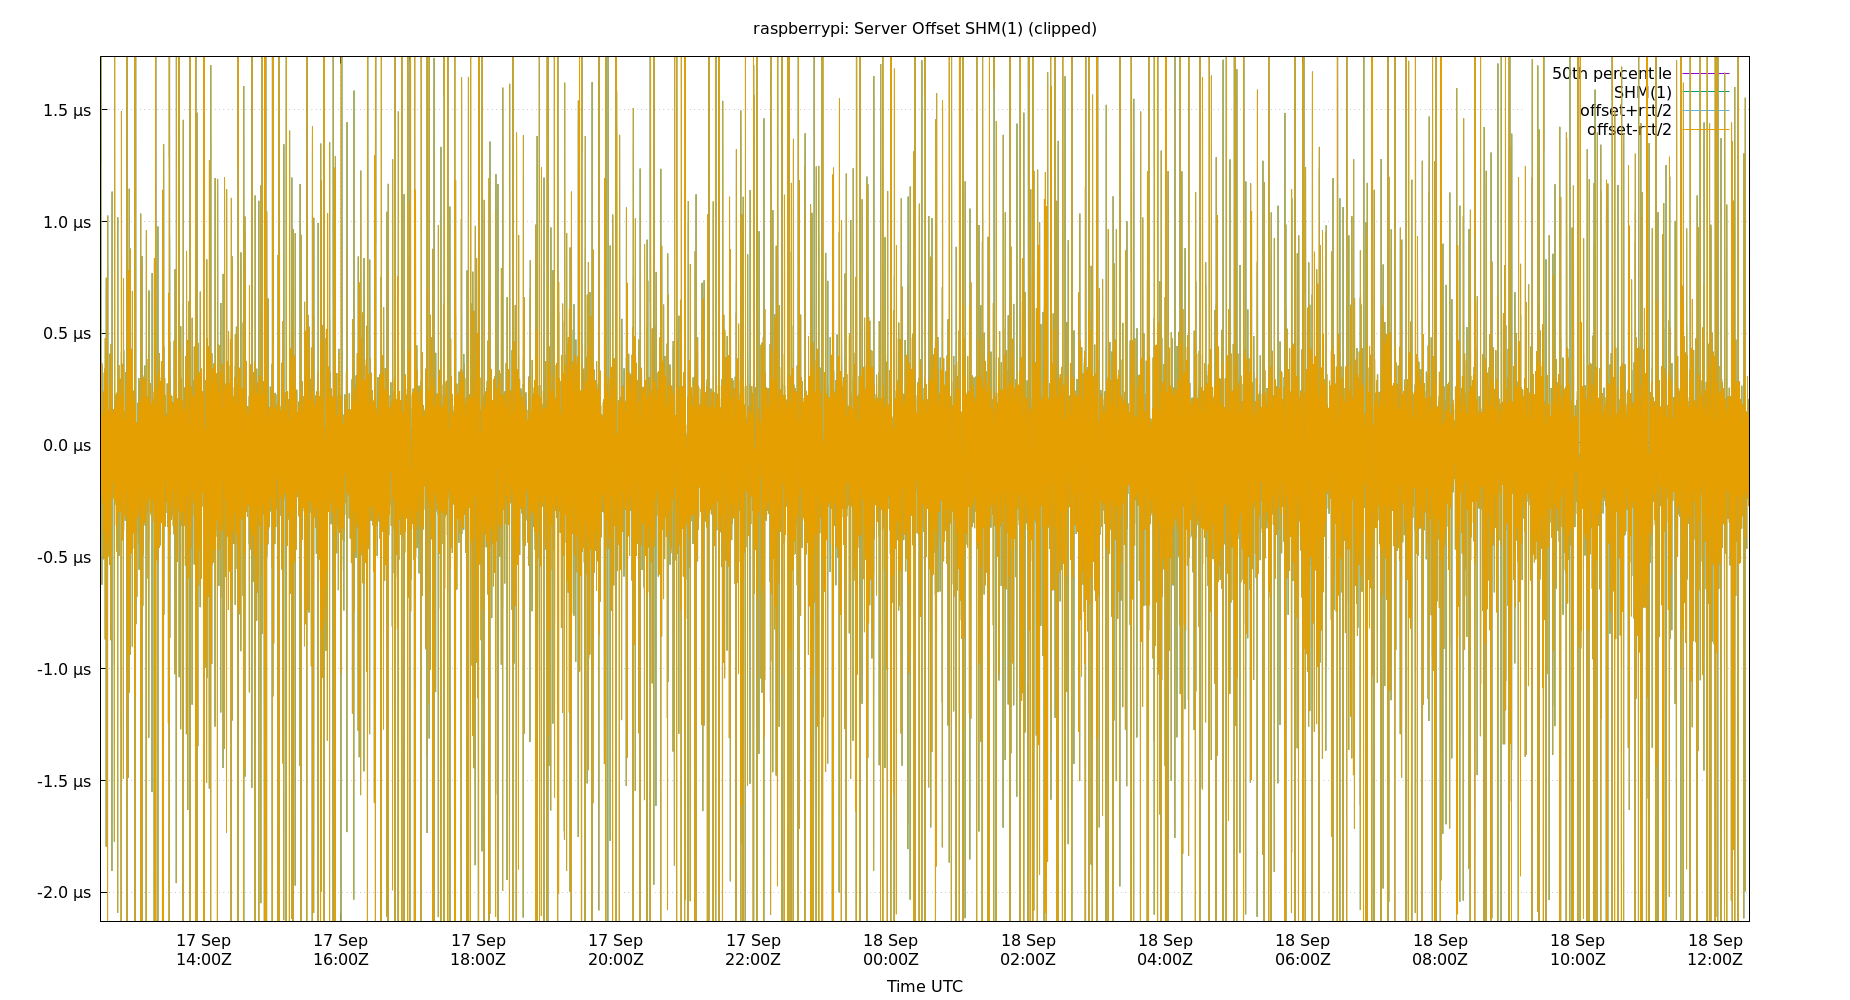 raspberrypi: Server Offset SHM(1) (clipped)
50th percentile
SHM(1)
offset+rtt/2
offset-rtt/2
1.5 µs
1.0 µs
0.5 µs
0.0 µs
-0.5 µs
-1.0 µs
-1.5 µs
-2.0 µs
17 Sep 17 Sep 17 Sep 17 Sep 17 Sep 18 Sep 18 Sep 18 Sep 18 Sep 18 Sep 18 Sep 18 Sep
14:00Z 16:00Z 18:00Z 20:00Z 22:00Z 00:00Z 02:00Z 04:00Z 06:00Z 08:00Z 10:00Z 12:00Z
Time UTC